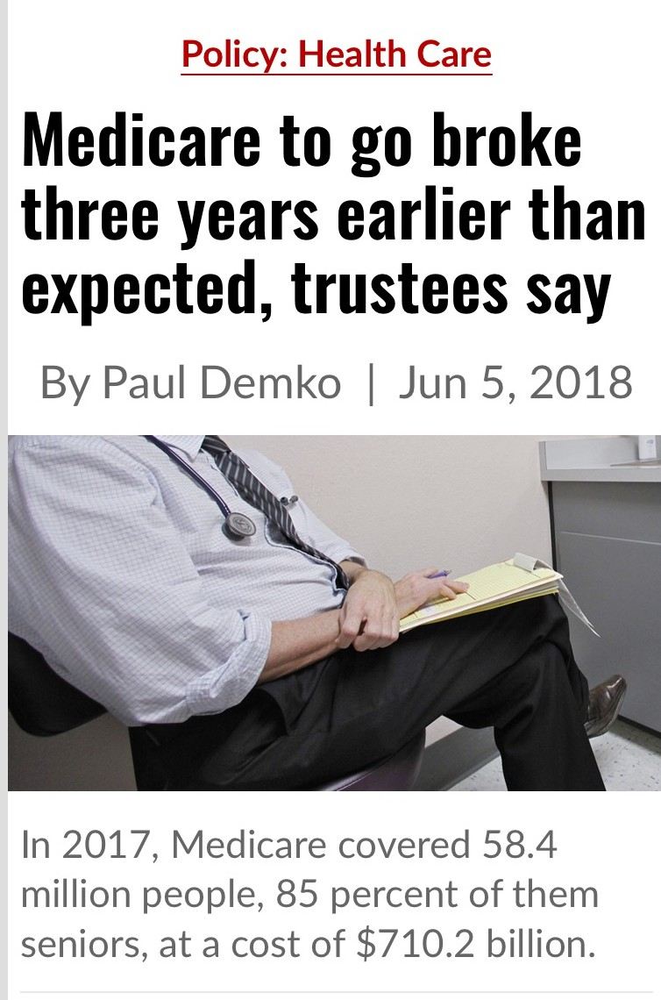 Policy: Health Care
Medicare to go broke
three years earlier than
expected, trustees say
By Paul Demko | Jun 5, 2018
In 2017, Medicare covered 58.4
million people, 85 percent of them
seniors, at a cost of $710.2 billion.